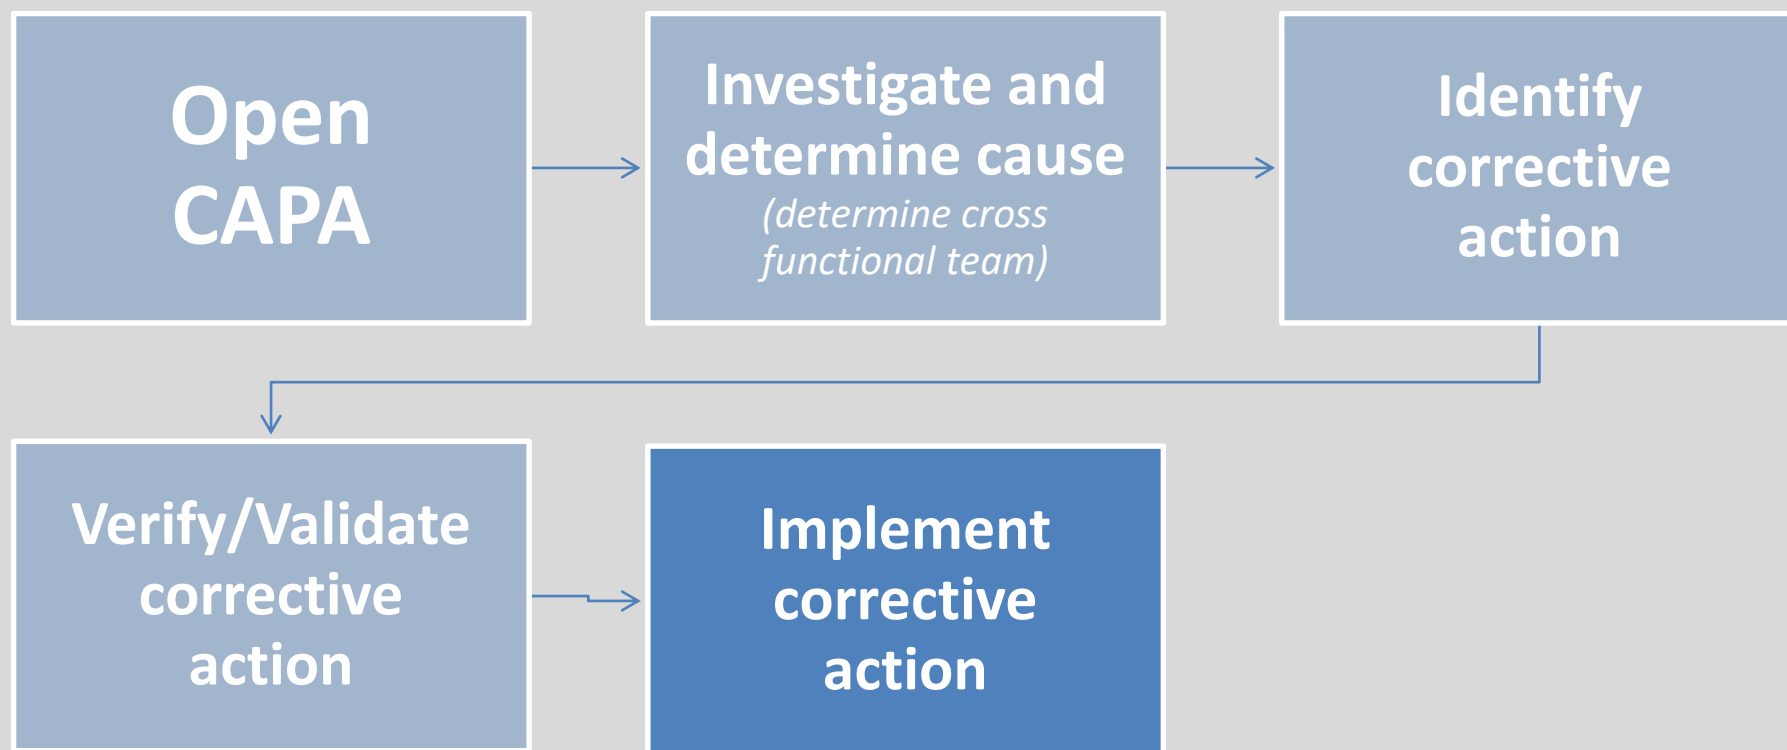 Open
CAPA
Investigate and
determine cause
(determine cross
functional team)
Identify
corrective
action
Verify/Validate
corrective
action
Implement
corrective
action